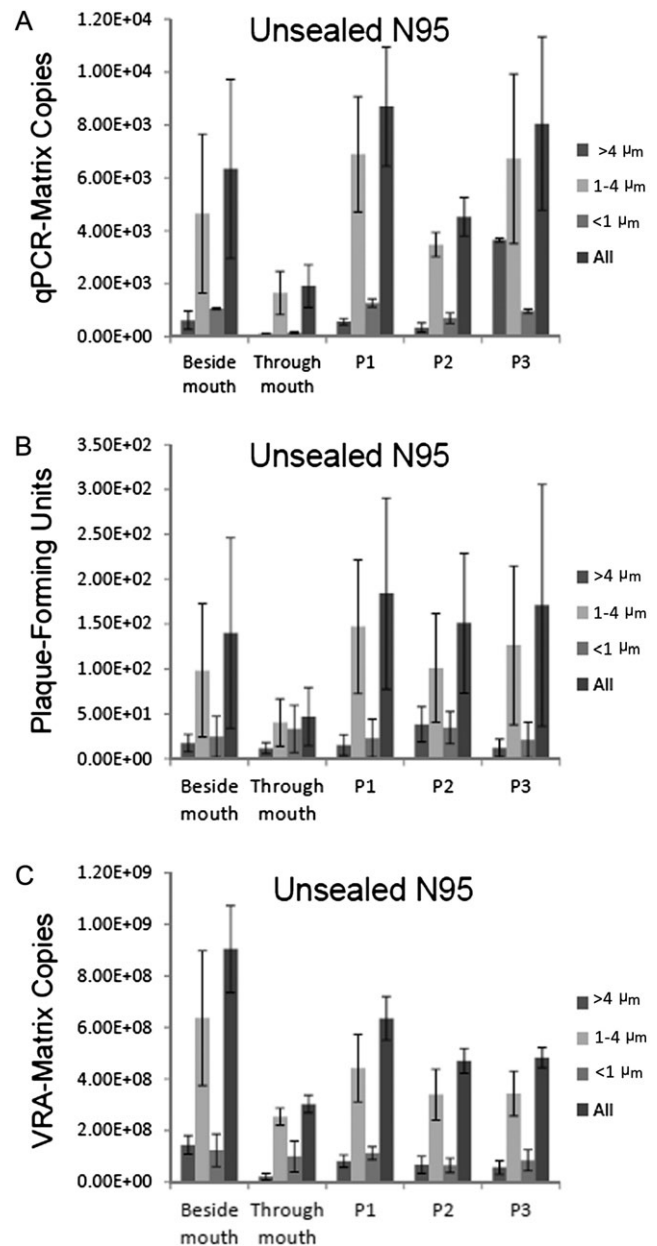 A
Unsealed N95
qPCR-Matrix Copies
1.20E+04
1.00E+04
8.00E+03
6.00E+03
4.00E+03
2.00E+03
0.00E+00
>4 μm
1-4 μm
<1 μm
All
Beside mouth
Through mouth
P1
P2
P3
B
Unsealed N95
Plaque-Forming Units
3.50E+02
3.00E+02
2.50E+02
2.00E+02
1.50E+02
1.00E+02
5.00E+01
0.00E+00
>4 μm
1-4 μm
<1 μm
All
Beside mouth
Through mouth
P1
P2
P3
C
Unsealed N95
VRA-Matrix Copies
1.20E+09
1.00E+09
8.00E+08
6.00E+08
4.00E+08
2.00E+08
0.00E+00
>4 μm
1-4 μm
<1 μm
All
Beside mouth
Through mouth
P1
P2
P3